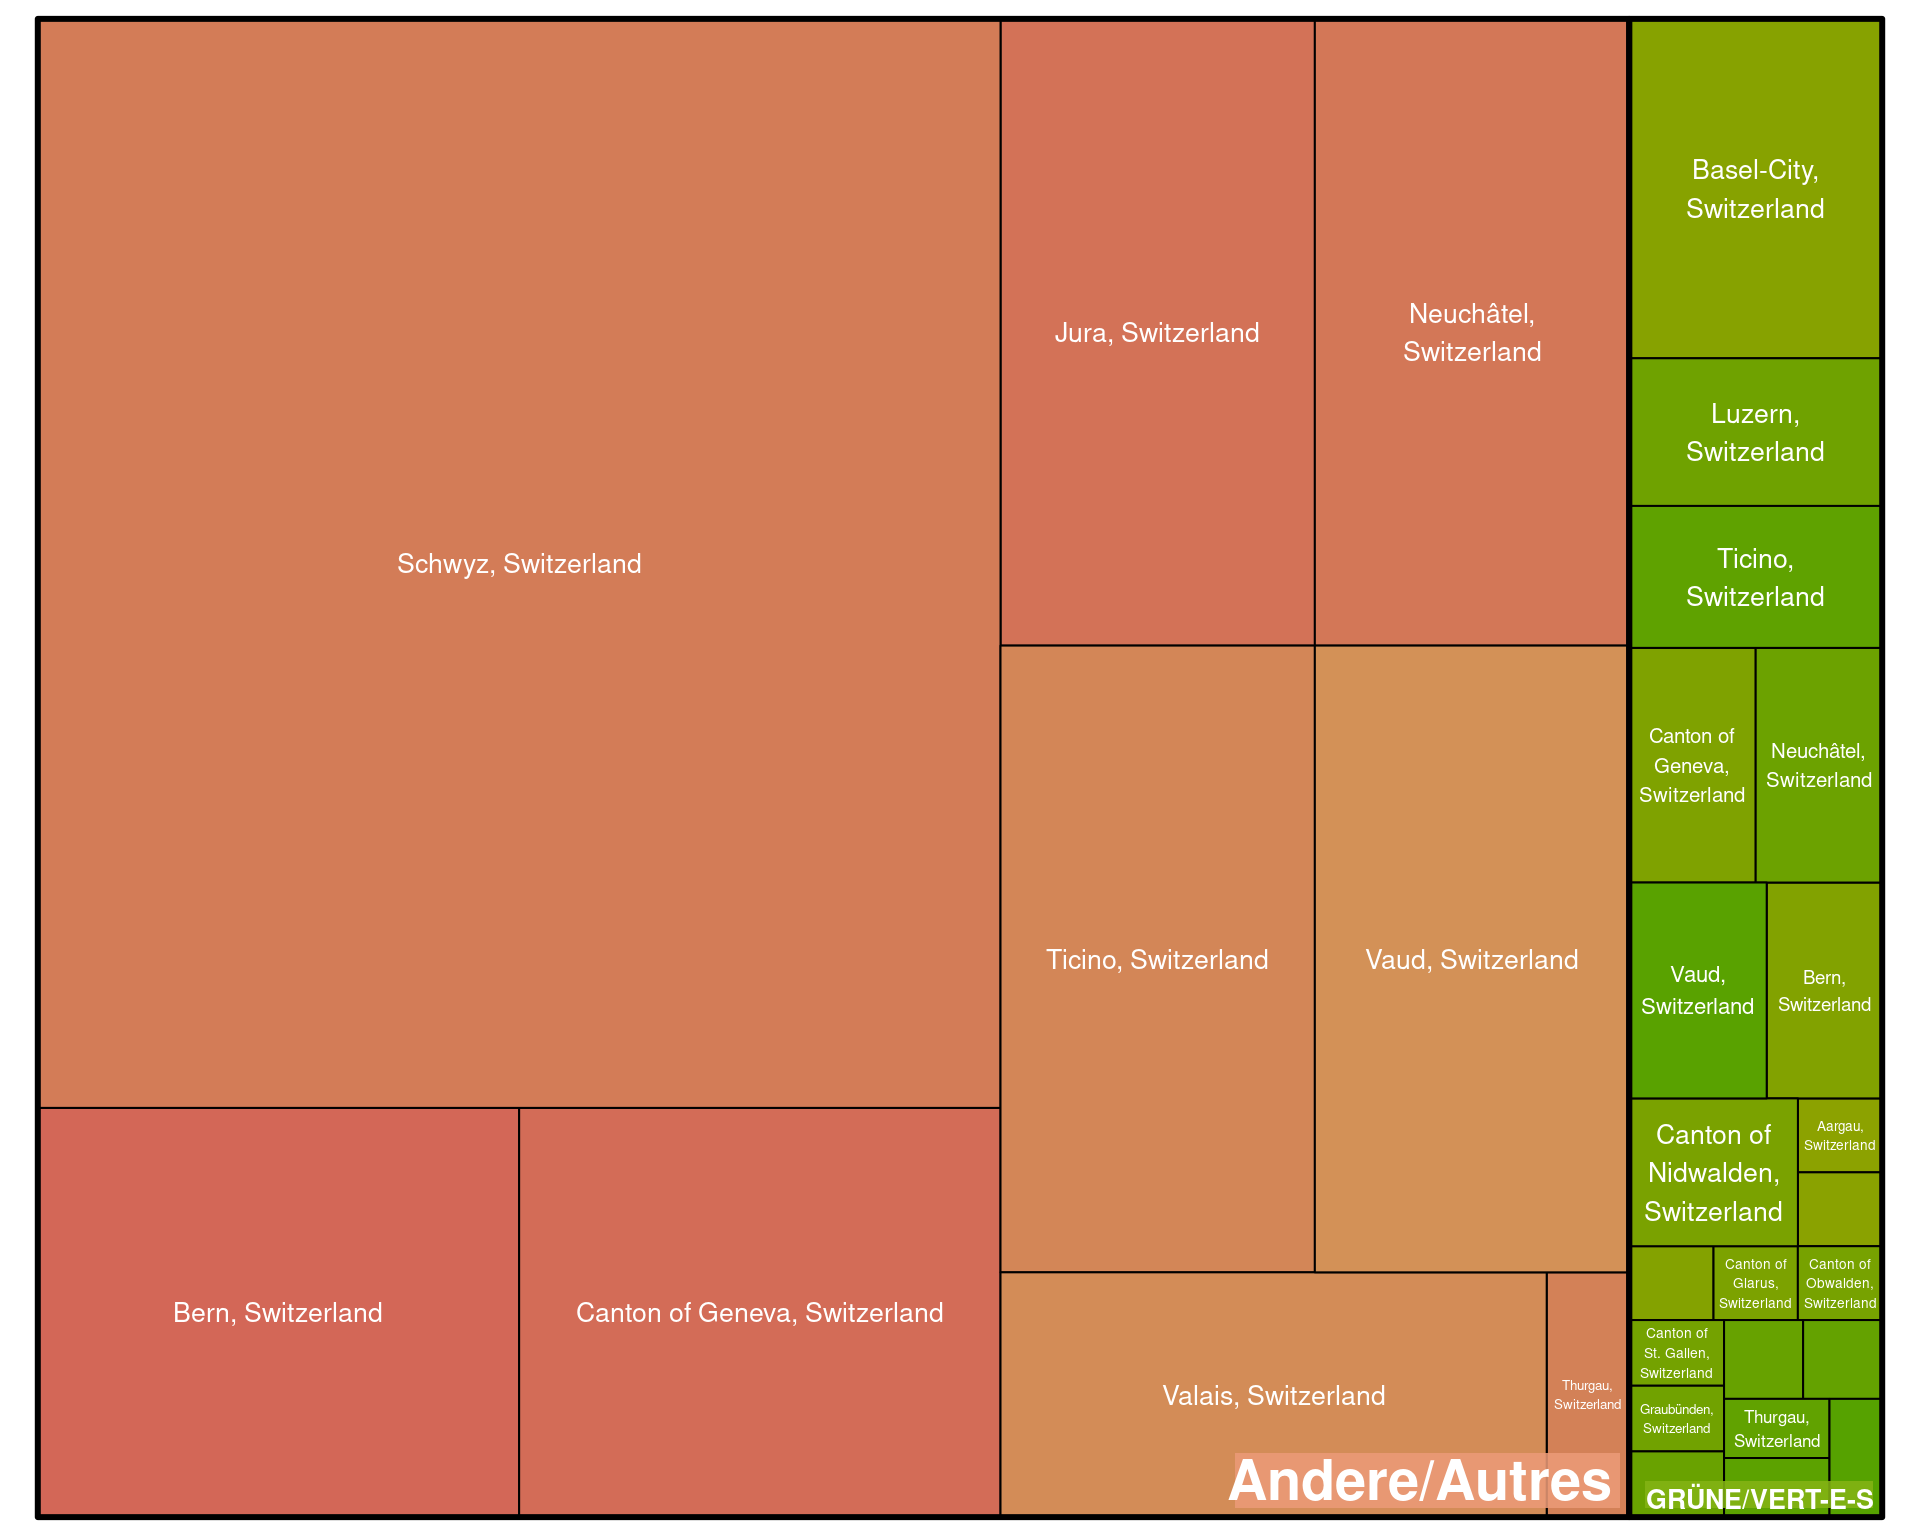 Schwyz, Switzerland
Bern, Switzerland
Canton of Geneva, Switzerland
Jura, Switzerland
Neuchâtel,
Switzerland
Ticino, Switzerland
Vaud, Switzerland
Valais, Switzerland
Thurgau,
Switzerland
Andere/Autres
Basel-City,
Switzerland
Luzern,
Switzerland
Ticino,
Switzerland
Canton of
Geneva,
Switzerland
Neuchâtel,
Switzerland
Vaud,
Switzerland
Bern,
Switzerland
Canton of
Nidwalden,
Switzerland
Aargau,
Switzerland
Canton of
Glarus,
Switzerland
Canton of
Obwalden,
Switzerland
Canton of
St. Gallen,
Switzerland
Graubünden,
Switzerland
Thurgau,
Switzerland
GRÜNE/VERT-E-S